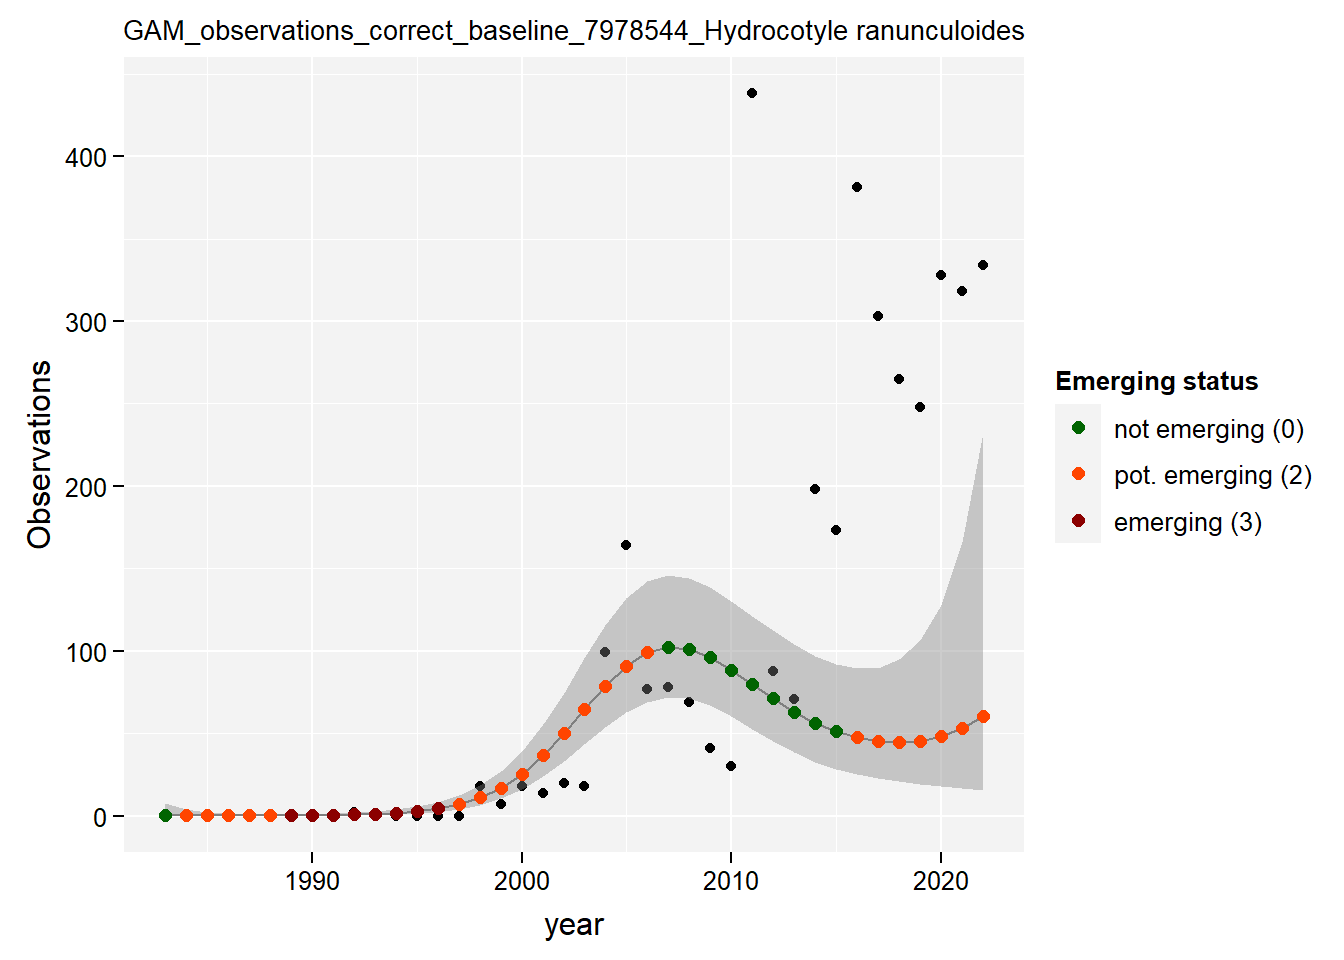 GAM_observations_correct_baseline_7978544_Hydrocotyle ranunculoides
400
300
200
100
0
Observations
1990
2000
2010
2020
year
Emerging status
not emerging (0)
pot. emerging (2)
emerging (3)